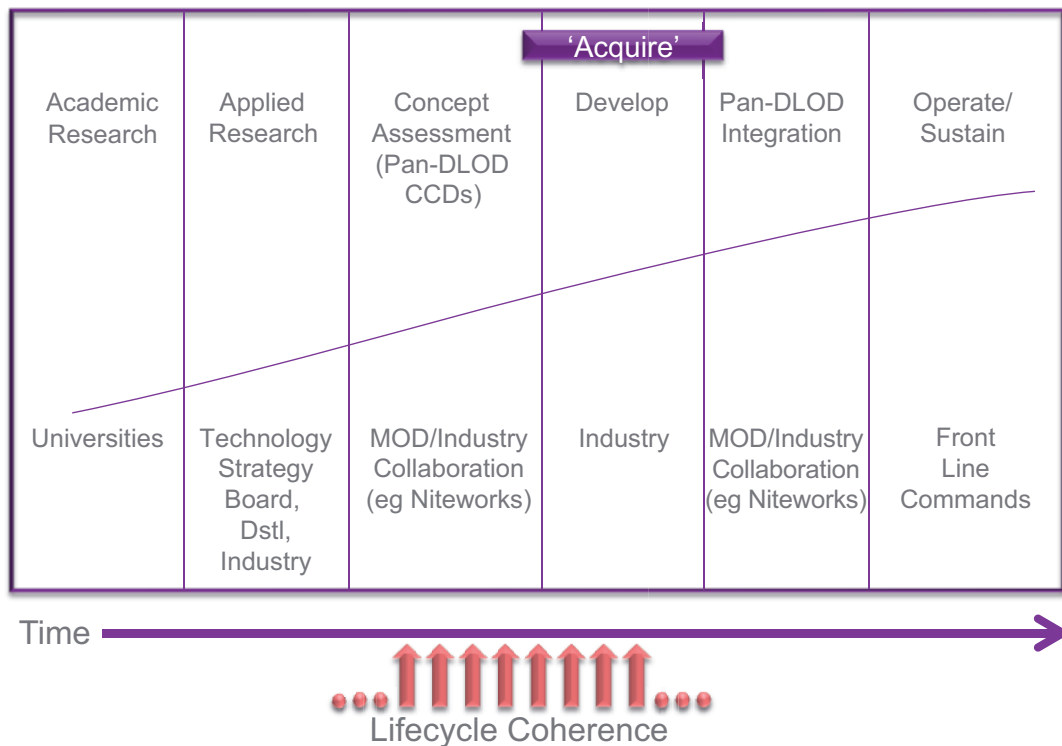 ‘Acquire’
Academic
Research
Applied
Research
Concept
Assessment
(Pan-DLOD
CCDs)
Develop
Pan-DLOD
Integration
Operate/
Sustain
Universities
Technology
Strategy
Board,
Dstl,
Industry
MOD/Industry
Collaboration
(eg Niteworks)
Industry
MOD/Industry
Collaboration
(eg Niteworks)
Front
Line
Commands
Time
Lifecycle Coherence